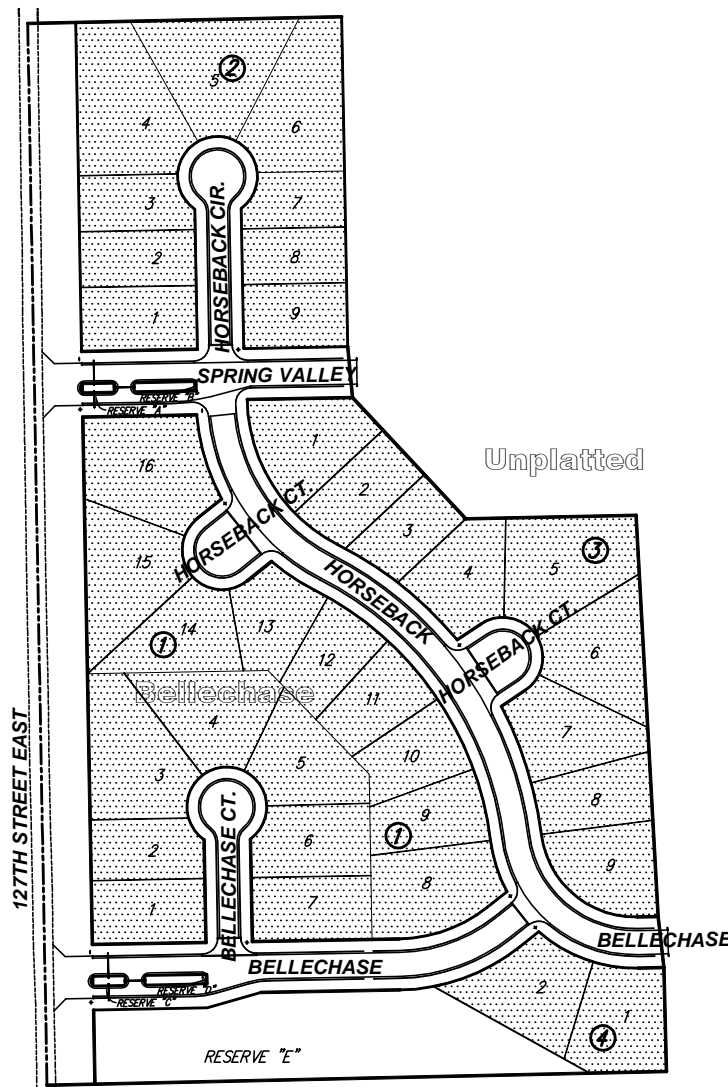 5
②
4
6
3
7
2
8
1
9
HORSEBACK CIR.
SPRING VALLEY
RESERVE "B"
RESERVE "A"
1
16
2
Unplatted
HORSEBACK CT.
3
③
5
4
15
HORSEBACK
14
13
①
12
HORSEBACK CT.
6
11
Bellechase
4
7
10
5
3
8
9
①
2
6
9
8
1
7
BELLECHASE CT.
127TH STREET EAST
BELLECHASE
BELLECHASE
RESERVE "D"
RESERVE "C"
2
1
④
RESERVE "E"